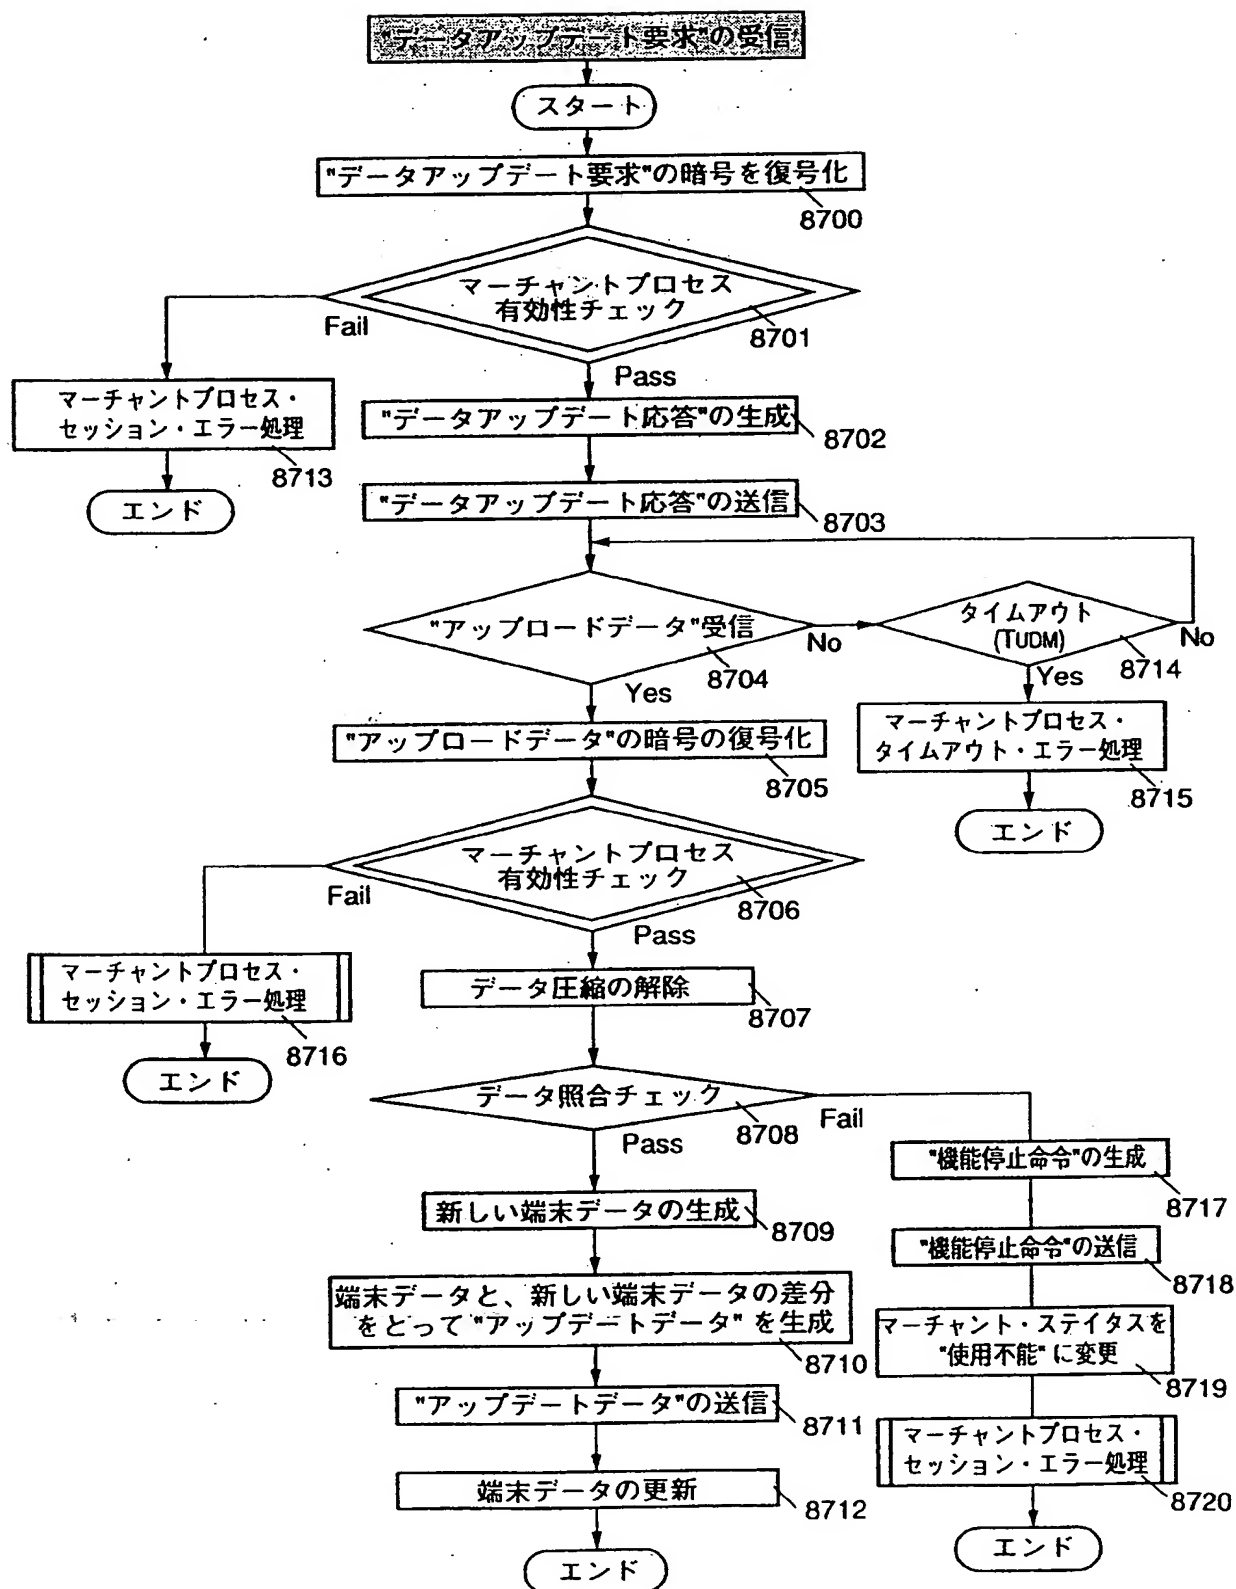 "データアップデート要求"の受信
スタート
"データアップデート要求"の暗号を復号化
8700
マーチャントプロセス
有効性チェック
8701
Fail
Pass
マーチャントプロセス・
セッション・エラー処理
8713
エンド
"データアップデート応答"の生成
8702
"データアップデート応答"の送信
8703
"アップロードデータ"受信
8704
No
Yes
タイムアウト
(TUDM)
8714
No
Yes
マーチャントプロセス・
タイムアウト・エラー処理
8715
エンド
"アップロードデータ"の暗号の復号化
8705
マーチャントプロセス
有効性チェック
8706
Fail
Pass
マーチャントプロセス・
セッション・エラー処理
8716
エンド
データ圧縮の解除
8707
データ照合チェック
8708
Fail
Pass
"機能停止命令"の生成
8717
"機能停止命令"の送信
8718
マーチャント・ステイタスを
"使用不能"に変更
8719
マーチャントプロセス・
セッション・エラー処理
8720
エンド
新しい端末データの生成
8709
端末データと、新しい端末データの差分
をとって"アップデートデータ"を生成
8710
"アップデートデータ"の送信
8711
端末データの更新
8712
エンド